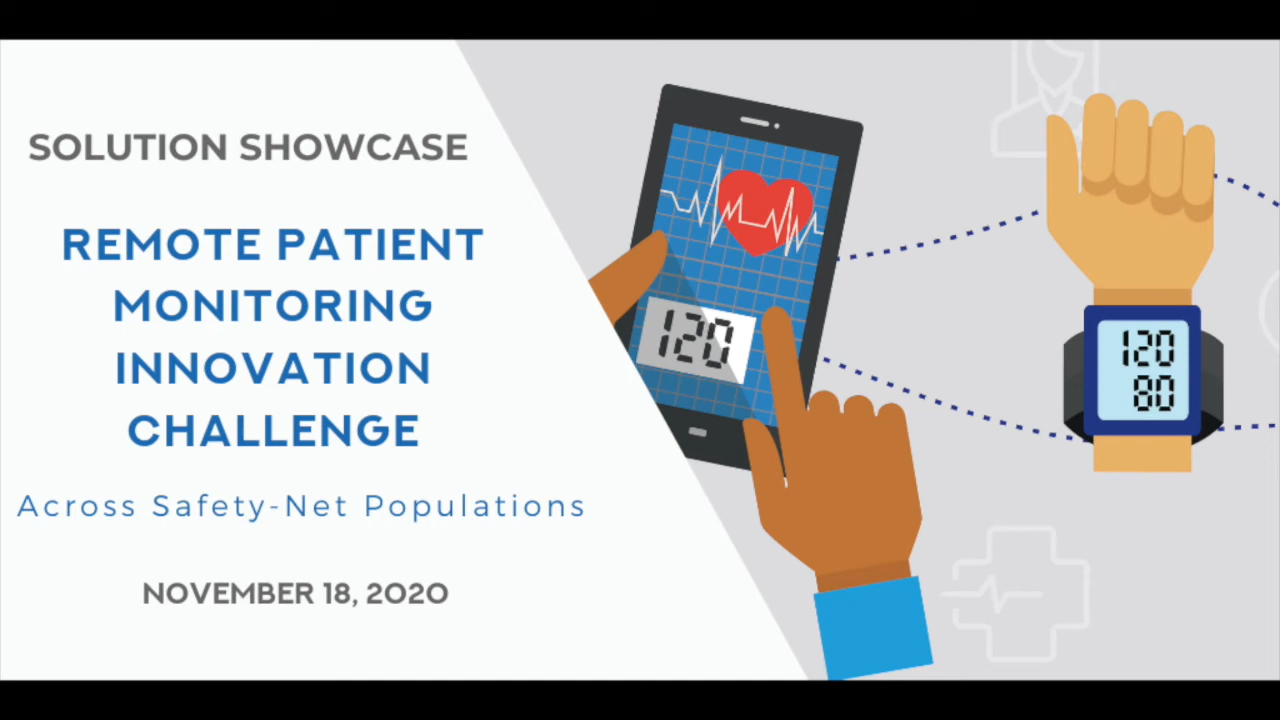 SOLUTION SHOWCASE
REMOTE PATIENT
MONITORING
INNOVATION
CHALLENGE
Across Safety-Net Populations
NOVEMBER 18, 2020
120
120
80